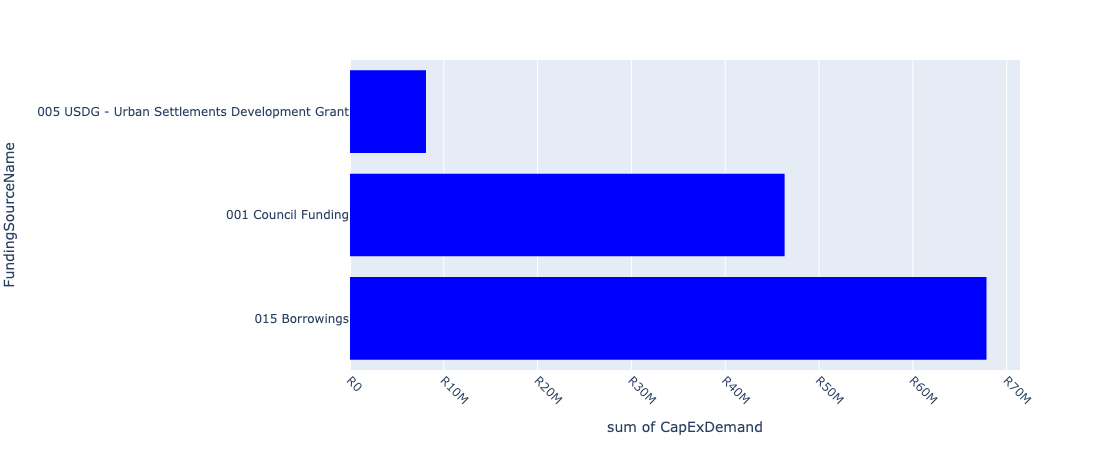 FundingSourceName
005 USDG - Urban Settlements Development Grant
001 Council Funding
015 Borrowings
R0
R10M
R20M
R30M
R40M
R50M
R60M
R70M
sum of CapExDemand